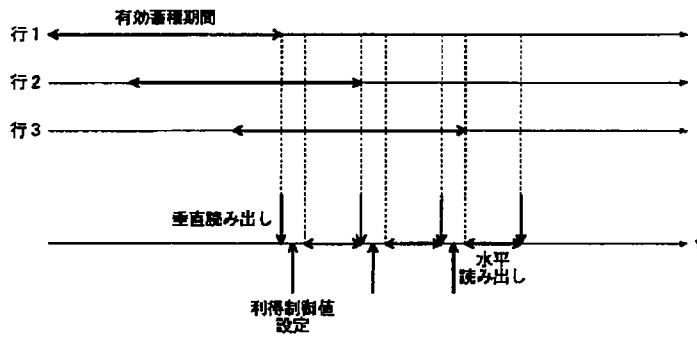 有効蓄積期間
行1
行2
行3
垂直読み出し
水平
読み出し
利得制御値
設定